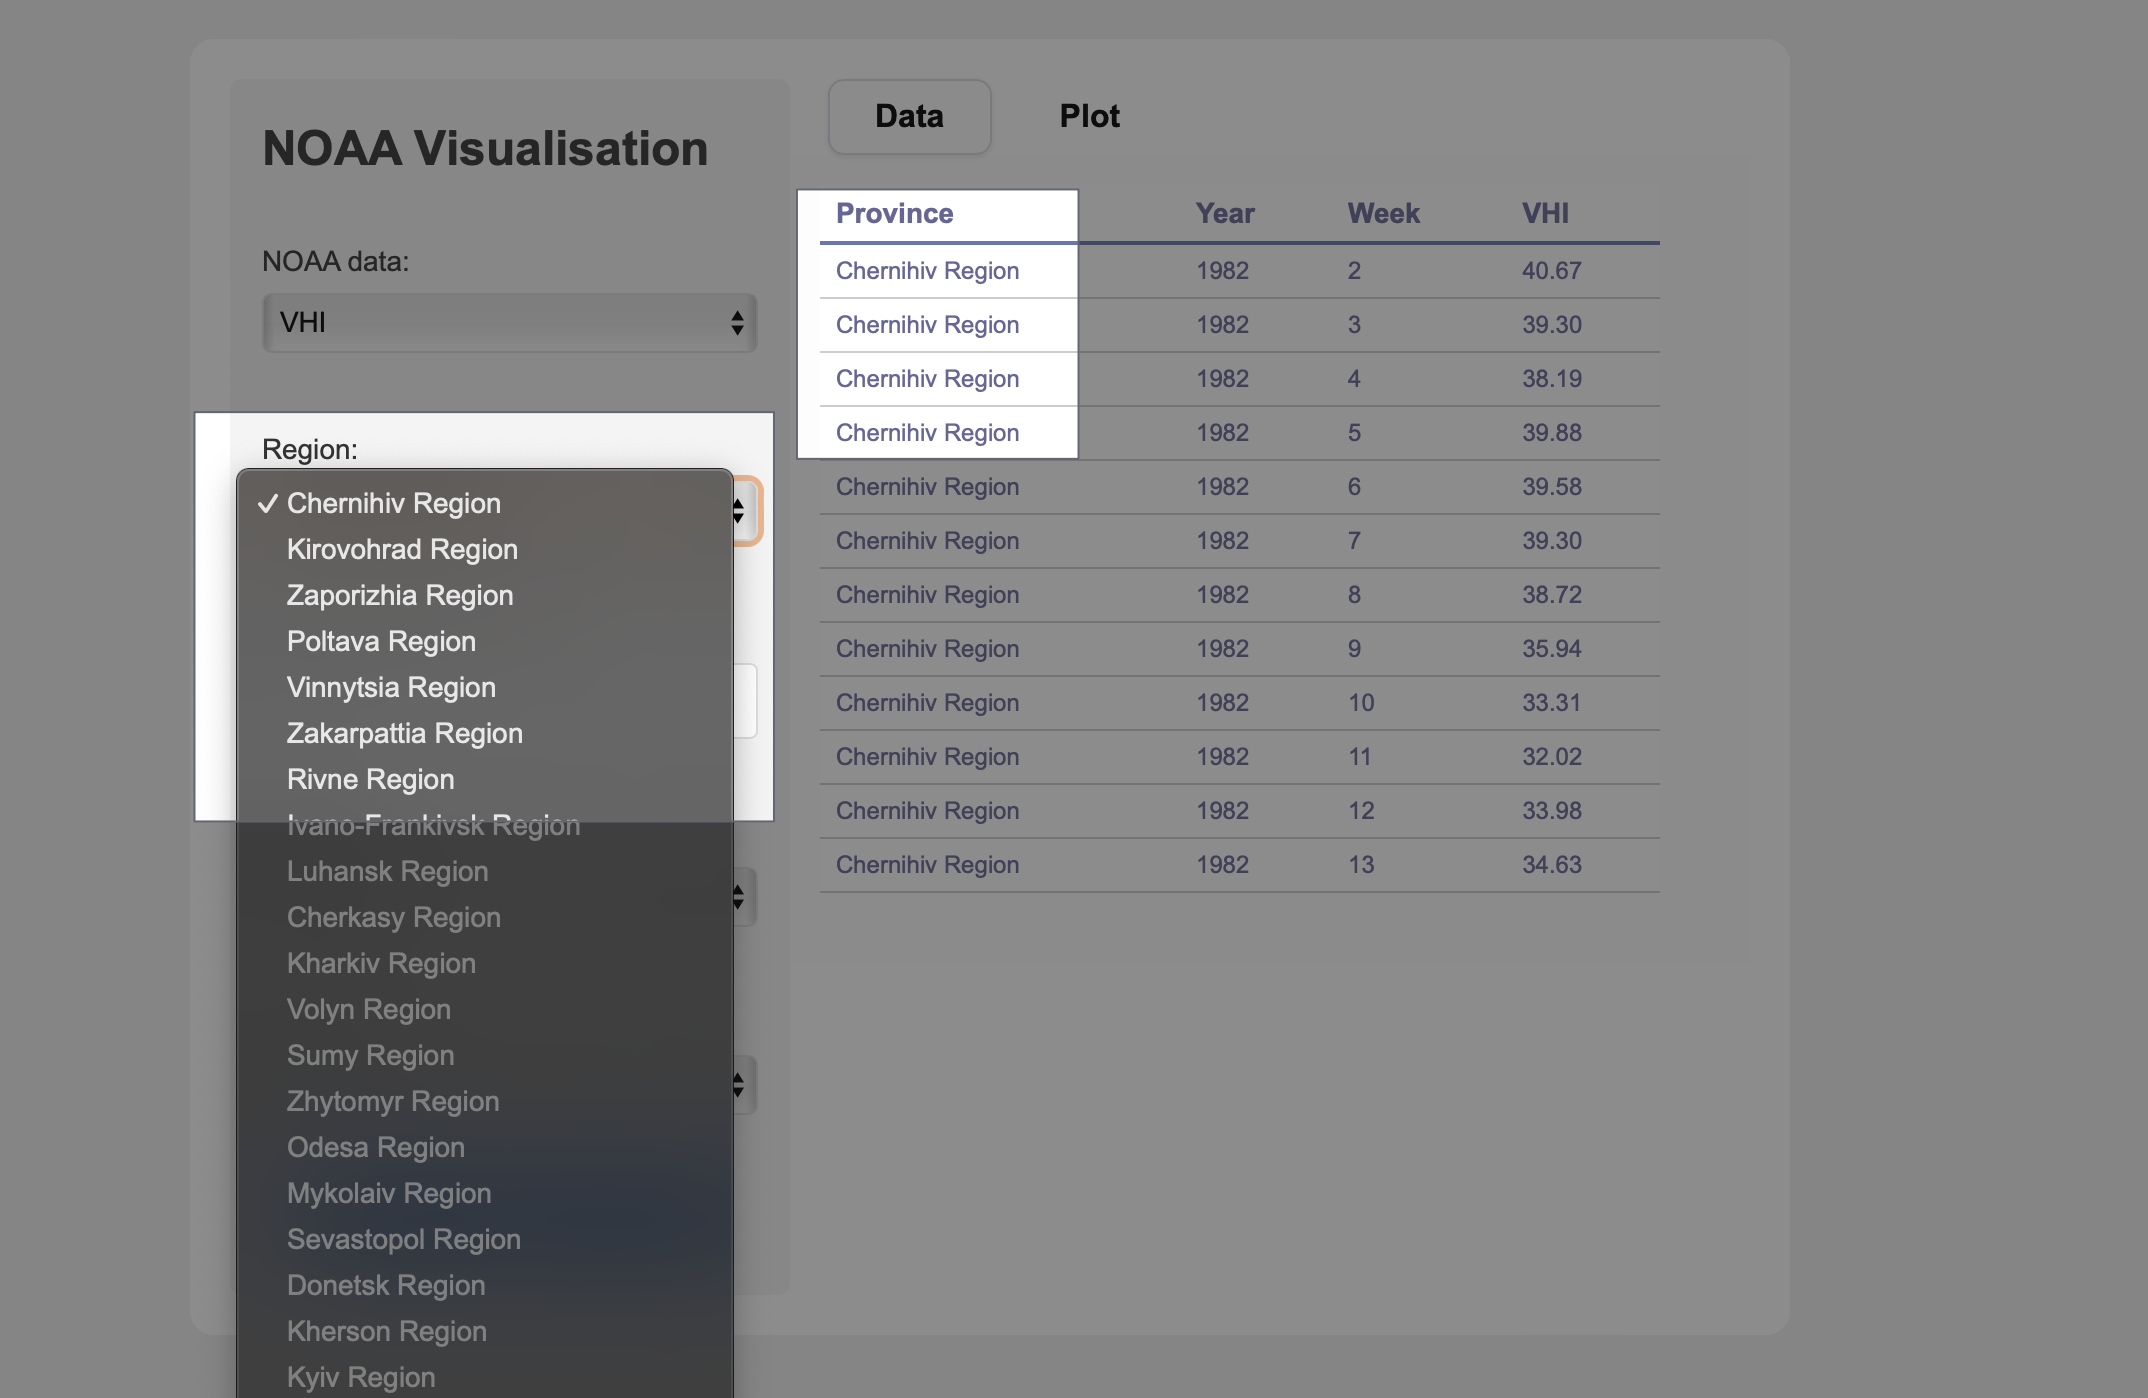 NOAA Visualisation
NOAA data:
VHI
Region:
✓ Chernihiv Region
Kirovohrad Region
Zaporizhia Region
Poltava Region
Vinnytsia Region
Zakarpattia Region
Rivne Region
Ivano-Frankivsk Region
Luhansk Region
Cherkasy Region
Kharkiv Region
Volyn Region
Sumy Region
Zhytomyr Region
Odesa Region
Mykolaiv Region
Sevastopol Region
Donetsk Region
Kherson Region
Kyiv Region
Data Plot
Province Year Week VHI
Chernihiv Region 1982 2 40.67
Chernihiv Region 1982 3 39.30
Chernihiv Region 1982 4 38.19
Chernihiv Region 1982 5 39.88
Chernihiv Region 1982 6 39.58
Chernihiv Region 1982 7 39.30
Chernihiv Region 1982 8 38.72
Chernihiv Region 1982 9 35.94
Chernihiv Region 1982 10 33.31
Chernihiv Region 1982 11 32.02
Chernihiv Region 1982 12 33.98
Chernihiv Region 1982 13 34.63